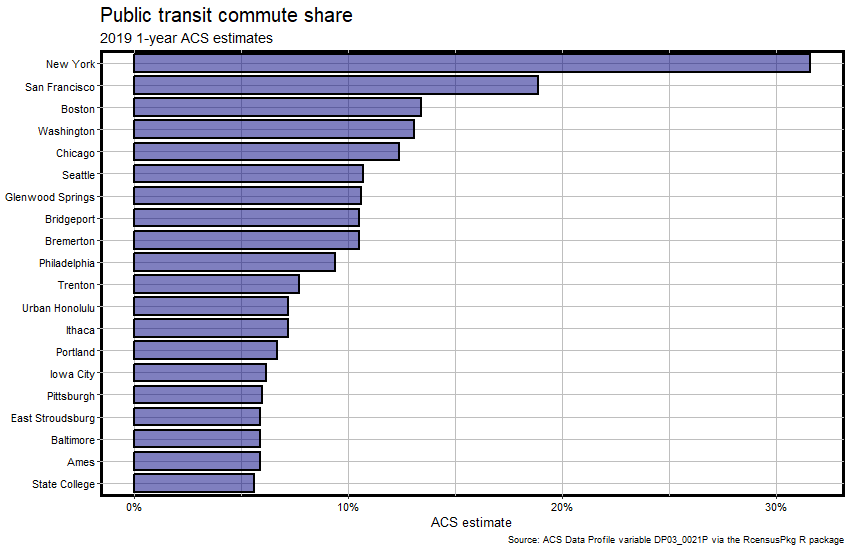 Public transit commute share
2019 1-year ACS estimates
New York
San Francisco
Boston
Washington
Chicago
Seattle
Glenwood Springs
Bridgeport
Bremerton
Philadelphia
Trenton
Urban Honolulu
Ithaca
Portland
Iowa City
Pittsburgh
East Stroudsburg
Baltimore
Ames
State College
0% 10% 20% 30%
ACS estimate
Source: ACS Data Profile variable DP03_0021P via the RcensusPkg R package